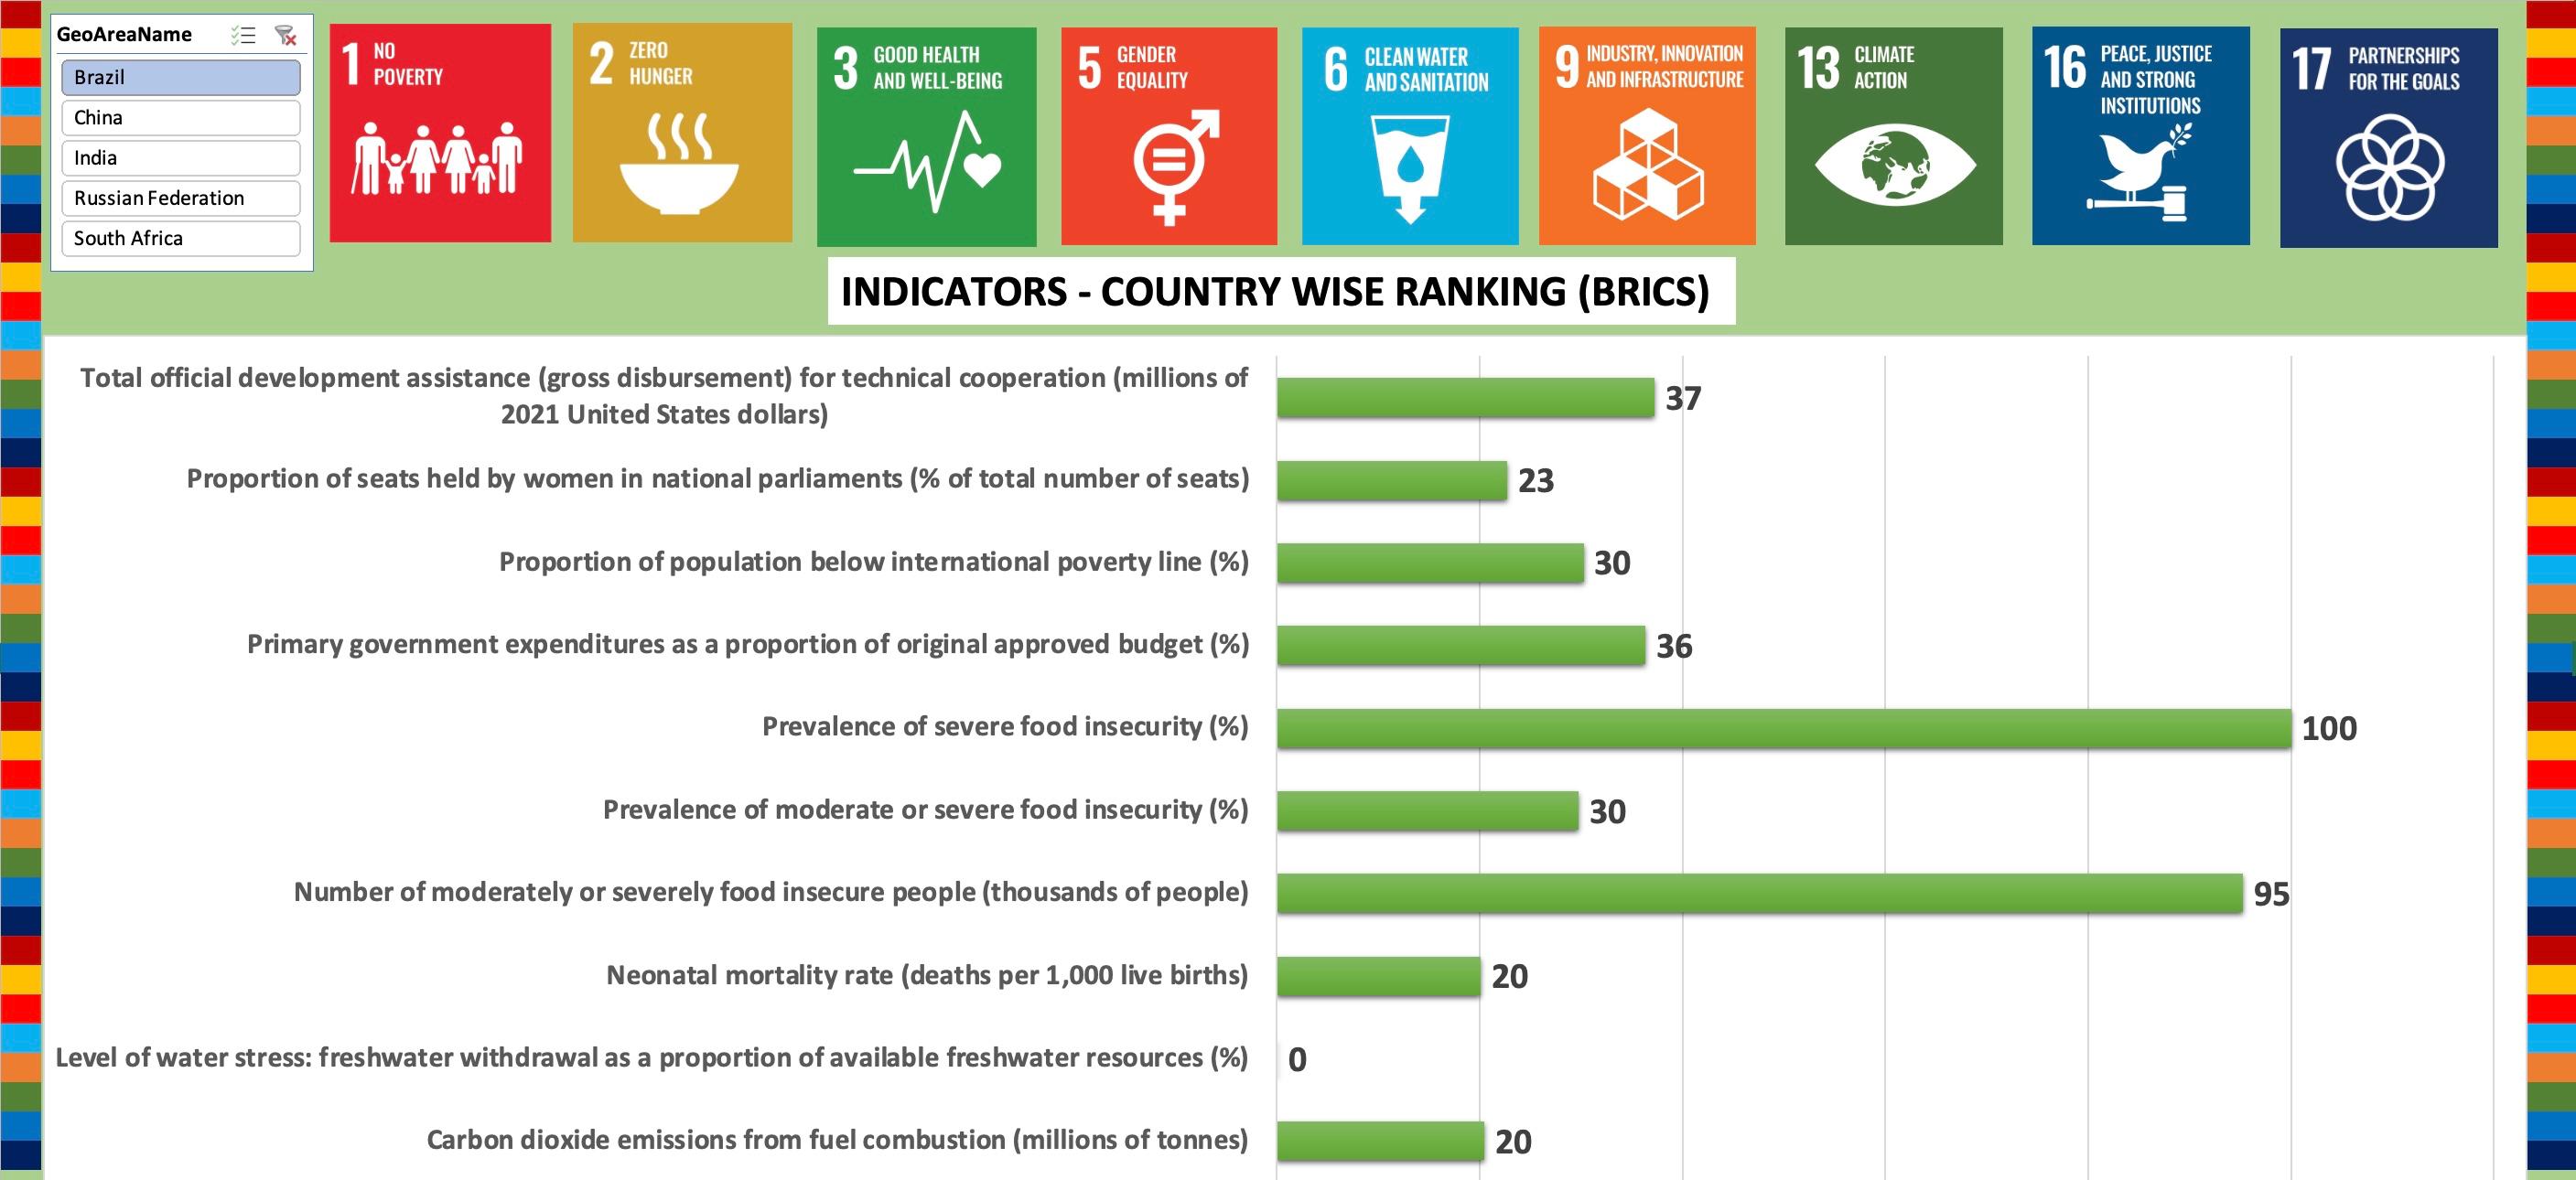 GeoAreaName
Brazil
China
India
Russian Federation
South Africa
1 NO
POVERTY
2 ZERO
HUNGER
3 GOOD HEALTH
AND WELL-BEING
5 GENDER
EQUALITY
6 CLEAN WATER
AND SANITATION
9 INDUSTRY, INNOVATION
AND INFRASTRUCTURE
13 CLIMATE
ACTION
16 PEACE, JUSTICE
AND STRONG
INSTITUTIONS
17 PARTNERSHIPS
FOR THE GOALS
INDICATORS - COUNTRY WISE RANKING (BRICS)
Total official development assistance (gross disbursement) for technical cooperation (millions of
2021 United States dollars)
37
Proportion of seats held by women in national parliaments (% of total number of seats)
23
Proportion of population below international poverty line (%)
30
Primary government expenditures as a proportion of original approved budget (%)
36
Prevalence of severe food insecurity (%)
100
Prevalence of moderate or severe food insecurity (%)
30
Number of moderately or severely food insecure people (thousands of people)
95
Neonatal mortality rate (deaths per 1,000 live births)
20
Level of water stress: freshwater withdrawal as a proportion of available freshwater resources (%)
0
Carbon dioxide emissions from fuel combustion (millions of tonnes)
20